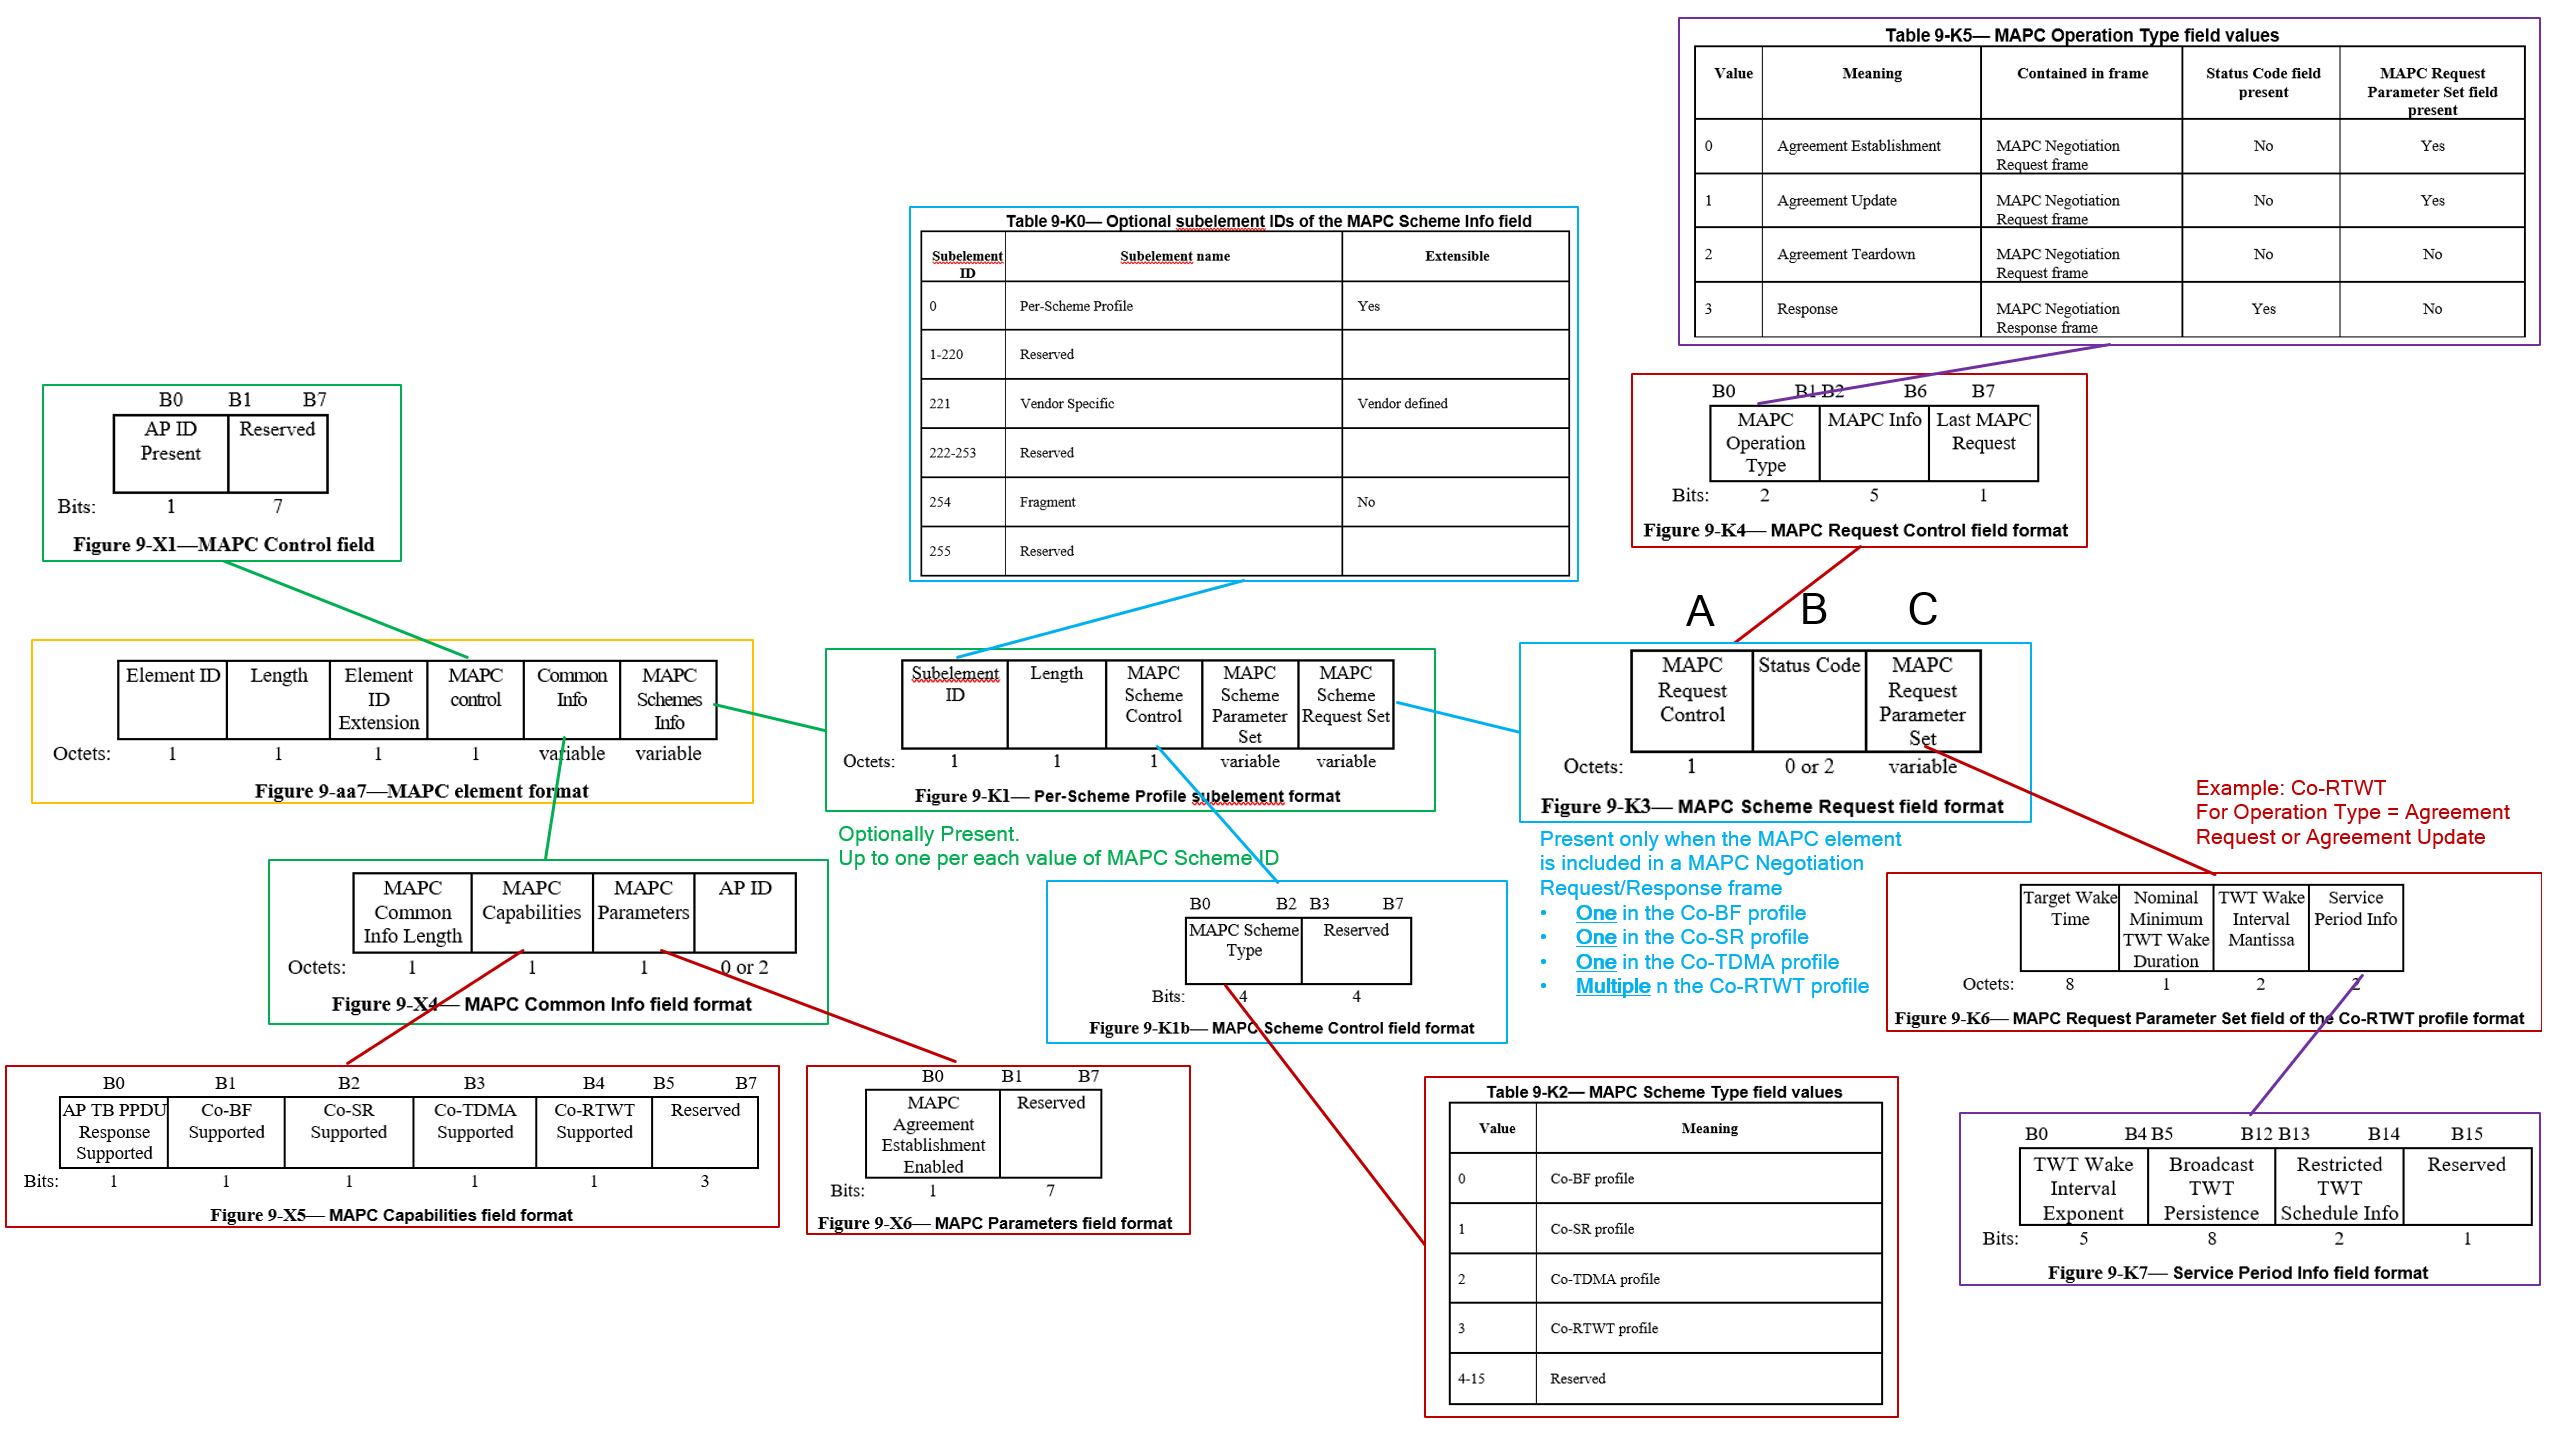 Table 9-K5— MAPC Operation Type field values
Value Meaning Contained in frame Status Code field present MAPC Request Parameter Set field present
0 Agreement Establishment MAPC Negotiation Request frame No Yes
1 Agreement Update MAPC Negotiation Request frame No Yes
2 Agreement Teardown MAPC Negotiation Request frame No No
3 Response MAPC Negotiation Response frame Yes No
Table 9-K0— Optional subelement IDs of the MAPC Scheme Info field
Subelement ID Subelement name Extensible
0 Per-Scheme Profile Yes
1-220 Reserved
221 Vendor Specific Vendor defined
222-253 Reserved
254 Fragment No
255 Reserved
B0 B1 B2 B6 B7
MAPC Operation Type MAPC Info Last MAPC Request
Bits: 2 5 1
Figure 9-K4— MAPC Request Control field format
B0 B1 B7
AP ID Present Reserved
Bits: 1 7
Figure 9-X1—MAPC Control field
A B C
Element ID Length Element ID Extension MAPC control Common Info MAPC Schemes Info
Octets: 1 1 1 1 variable variable
Figure 9-aa7—MAPC element format
Subelement ID Length MAPC Scheme Control MAPC Scheme Parameter Set MAPC Scheme Request Set
Octets: 1 1 1 variable variable
Figure 9-K1— Per-Scheme Profile subelement format
Optionally Present.
Up to one per each value of MAPC Scheme ID
MAPC Request Control Status Code MAPC Request Parameter Set
Octets: 1 0 or 2 variable
Figure 9-K3— MAPC Scheme Request field format
Present only when the MAPC element
is included in a MAPC Negotiation
Request/Response frame
• One in the Co-BF profile
• One in the Co-SR profile
• One in the Co-TDMA profile
• Multiple n the Co-RTWT profile
Example: Co-RTWT
For Operation Type = Agreement
Request or Agreement Update
Target Wake Time Nominal Minimum TWT Wake Duration TWT Wake Interval Mantissa Service Period Info
Octets: 8 1 2 2
Figure 9-K6— MAPC Request Parameter Set field of the Co-RTWT profile format
MAPC Common Info Length MAPC Capabilities MAPC Parameters AP ID
Octets: 1 1 1 0 or 2
Figure 9-X4— MAPC Common Info field format
B0 B2 B3 B7
MAPC Scheme Type Reserved
Bits: 4 4
Figure 9-K1b— MAPC Scheme Control field format
B0 B1 B2 B3 B4 B5 B7
AP TB PPDU Response Supported Co-BF Supported Co-SR Supported Co-TDMA Supported Co-RTWT Supported Reserved
Bits: 1 1 1 1 1 3
Figure 9-X5— MAPC Capabilities field format
B0 B1 B7
MAPC Agreement Establishment Enabled Reserved
Bits: 1 7
Figure 9-X6— MAPC Parameters field format
Table 9-K2— MAPC Scheme Type field values
Value Meaning
0 Co-BF profile
1 Co-SR profile
2 Co-TDMA profile
3 Co-RTWT profile
4-15 Reserved
B0 B4 B5 B12 B13 B14 B15
TWT Wake Interval Exponent Broadcast TWT Persistence Restricted TWT Schedule Info Reserved
Bits: 5 8 2 1
Figure 9-K7— Service Period Info field format